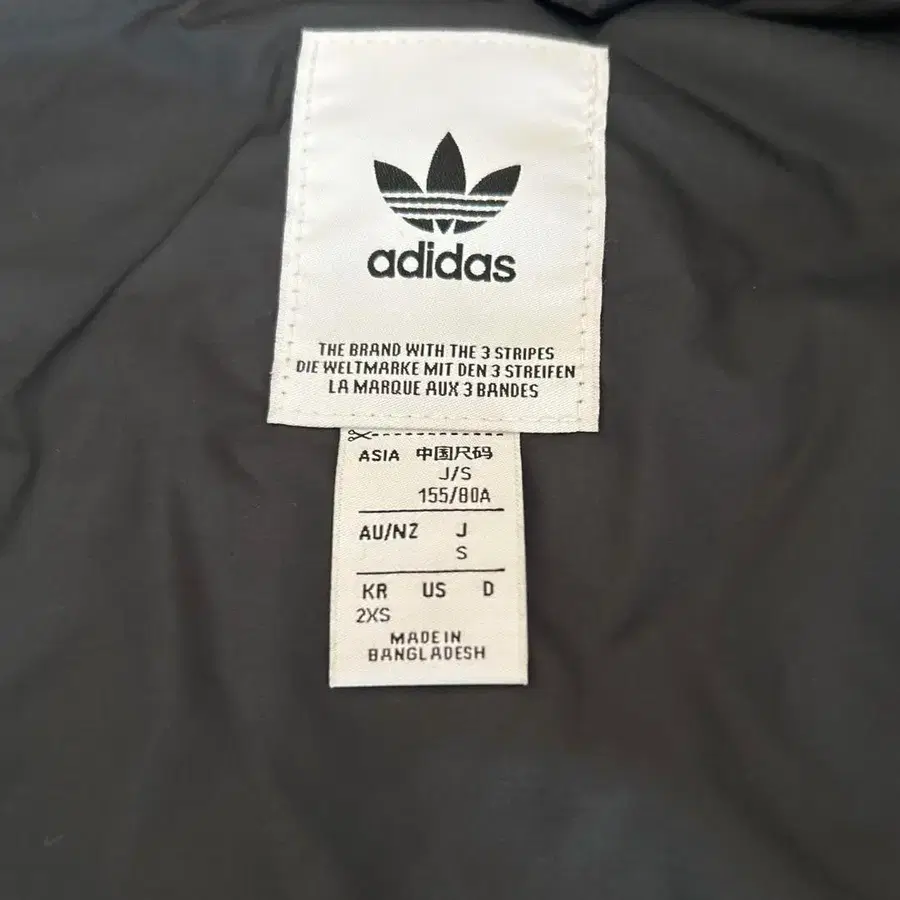 adidas
THE BRAND WITH THE 3 STRIPES
DIE WELTMARKE MIT DEN 3 STREIFEN
LA MARQUE AUX 3 BANDES
ASIA 中国尺码
J/S
155/80A
AU/NZ J
S
KR US D
2XS
MADE IN
BANGLADESH